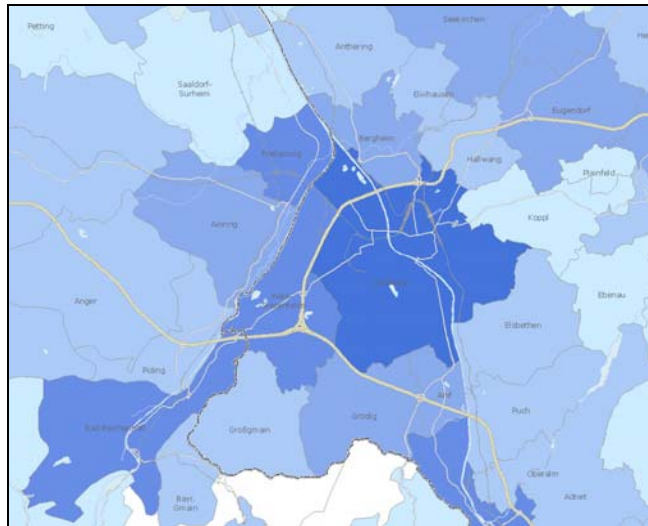 Petting
Anthering
Seekirchen
Saaldorf-
Surheim
Elixhausen
Eugendorf
Bergheim
Freilassing
Hallwang
Plainfeld
Ainring
Koppl
Anger
Ebenau
Elsbethen
Piding
Puch
Anif
Bad Reichenhall
Großgmain
Grödig
Oberalm
Adnet
Bayr.
Gmain